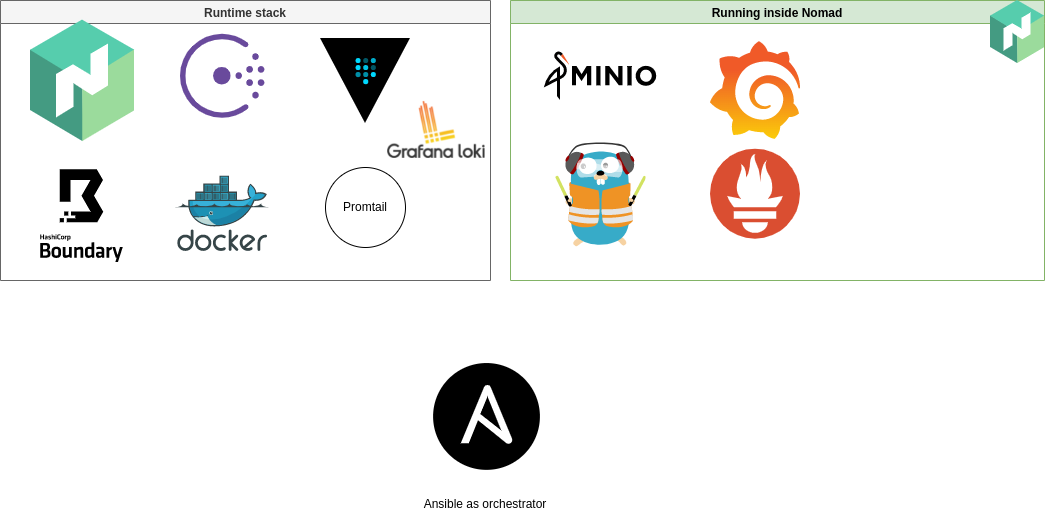 Runtime stack
Running inside Nomad
MINIO
Grafana loki
Promtail
HashiCorp
Boundary
docker
Ansible as orchestrator